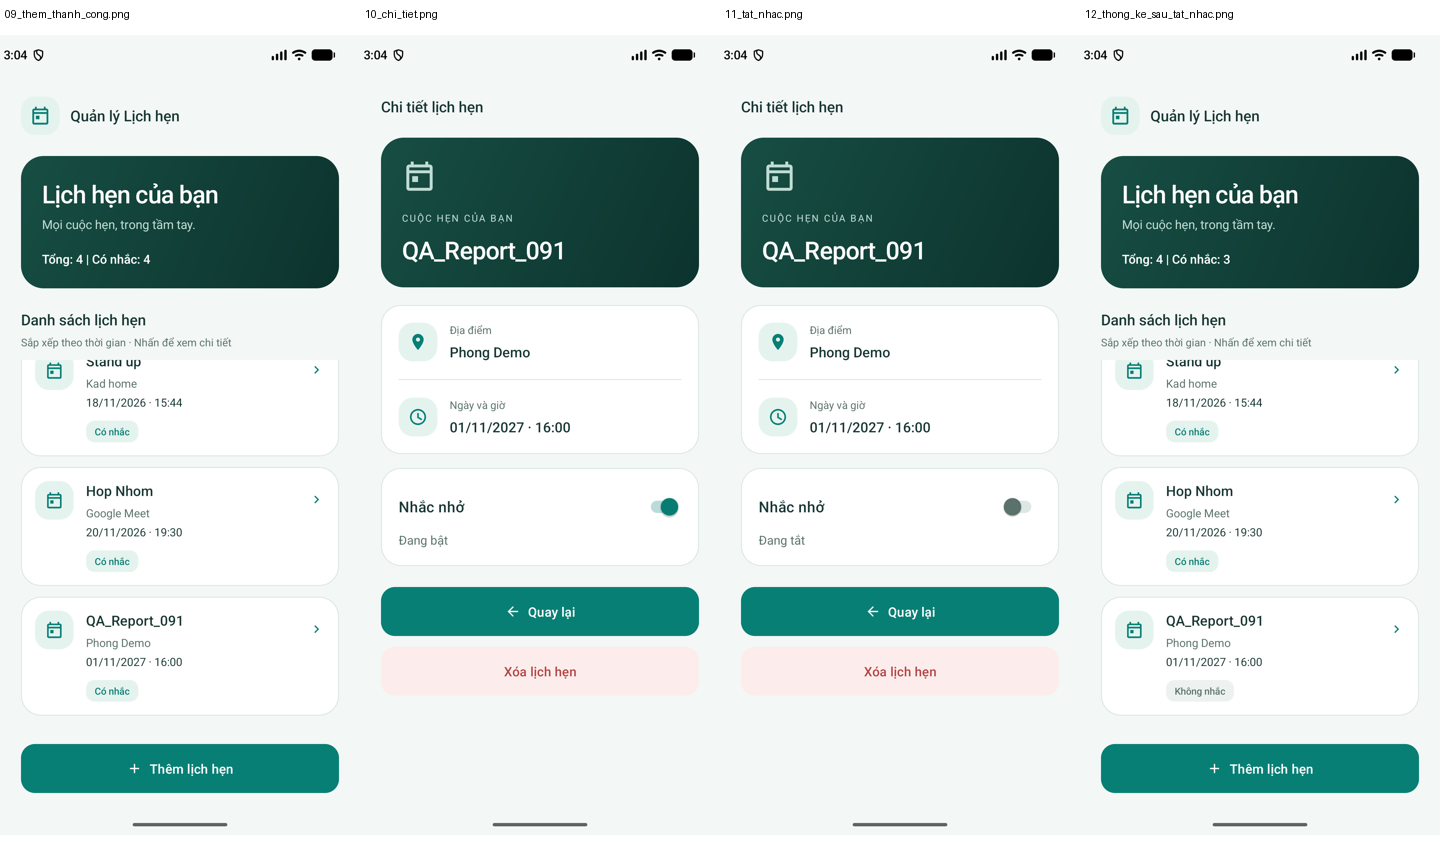 09_them_thanh_cong.png
3:04
Quản lý Lịch hẹn
Lịch hẹn của bạn
Mọi cuộc hẹn, trong tầm tay.
Tổng: 4 | Có nhắc: 4
Danh sách lịch hẹn
Sắp xếp theo thời gian · Nhấn để xem chi tiết
Stand up
Kad home
18/11/2026 · 15:44
Có nhắc
Hop Nhom
Google Meet
20/11/2026 · 19:30
Có nhắc
QA_Report_091
Phong Demo
01/11/2027 · 16:00
Có nhắc
+ Thêm lịch hẹn
10_chi_tiet.png
3:04
Chi tiết lịch hẹn
CUỘC HẸN CỦA BẠN
QA_Report_091
Địa điểm
Phong Demo
Ngày và giờ
01/11/2027 · 16:00
Nhắc nhở
Đang bật
← Quay lại
Xóa lịch hẹn
11_tat_nhac.png
3:04
Chi tiết lịch hẹn
CUỘC HẸN CỦA BẠN
QA_Report_091
Địa điểm
Phong Demo
Ngày và giờ
01/11/2027 · 16:00
Nhắc nhở
Đang tắt
← Quay lại
Xóa lịch hẹn
12_thong_ke_sau_tat_nhac.png
3:04
Quản lý Lịch hẹn
Lịch hẹn của bạn
Mọi cuộc hẹn, trong tầm tay.
Tổng: 4 | Có nhắc: 3
Danh sách lịch hẹn
Sắp xếp theo thời gian · Nhấn để xem chi tiết
Stand up
Kad home
18/11/2026 · 15:44
Có nhắc
Hop Nhom
Google Meet
20/11/2026 · 19:30
Có nhắc
QA_Report_091
Phong Demo
01/11/2027 · 16:00
Không nhắc
+ Thêm lịch hẹn